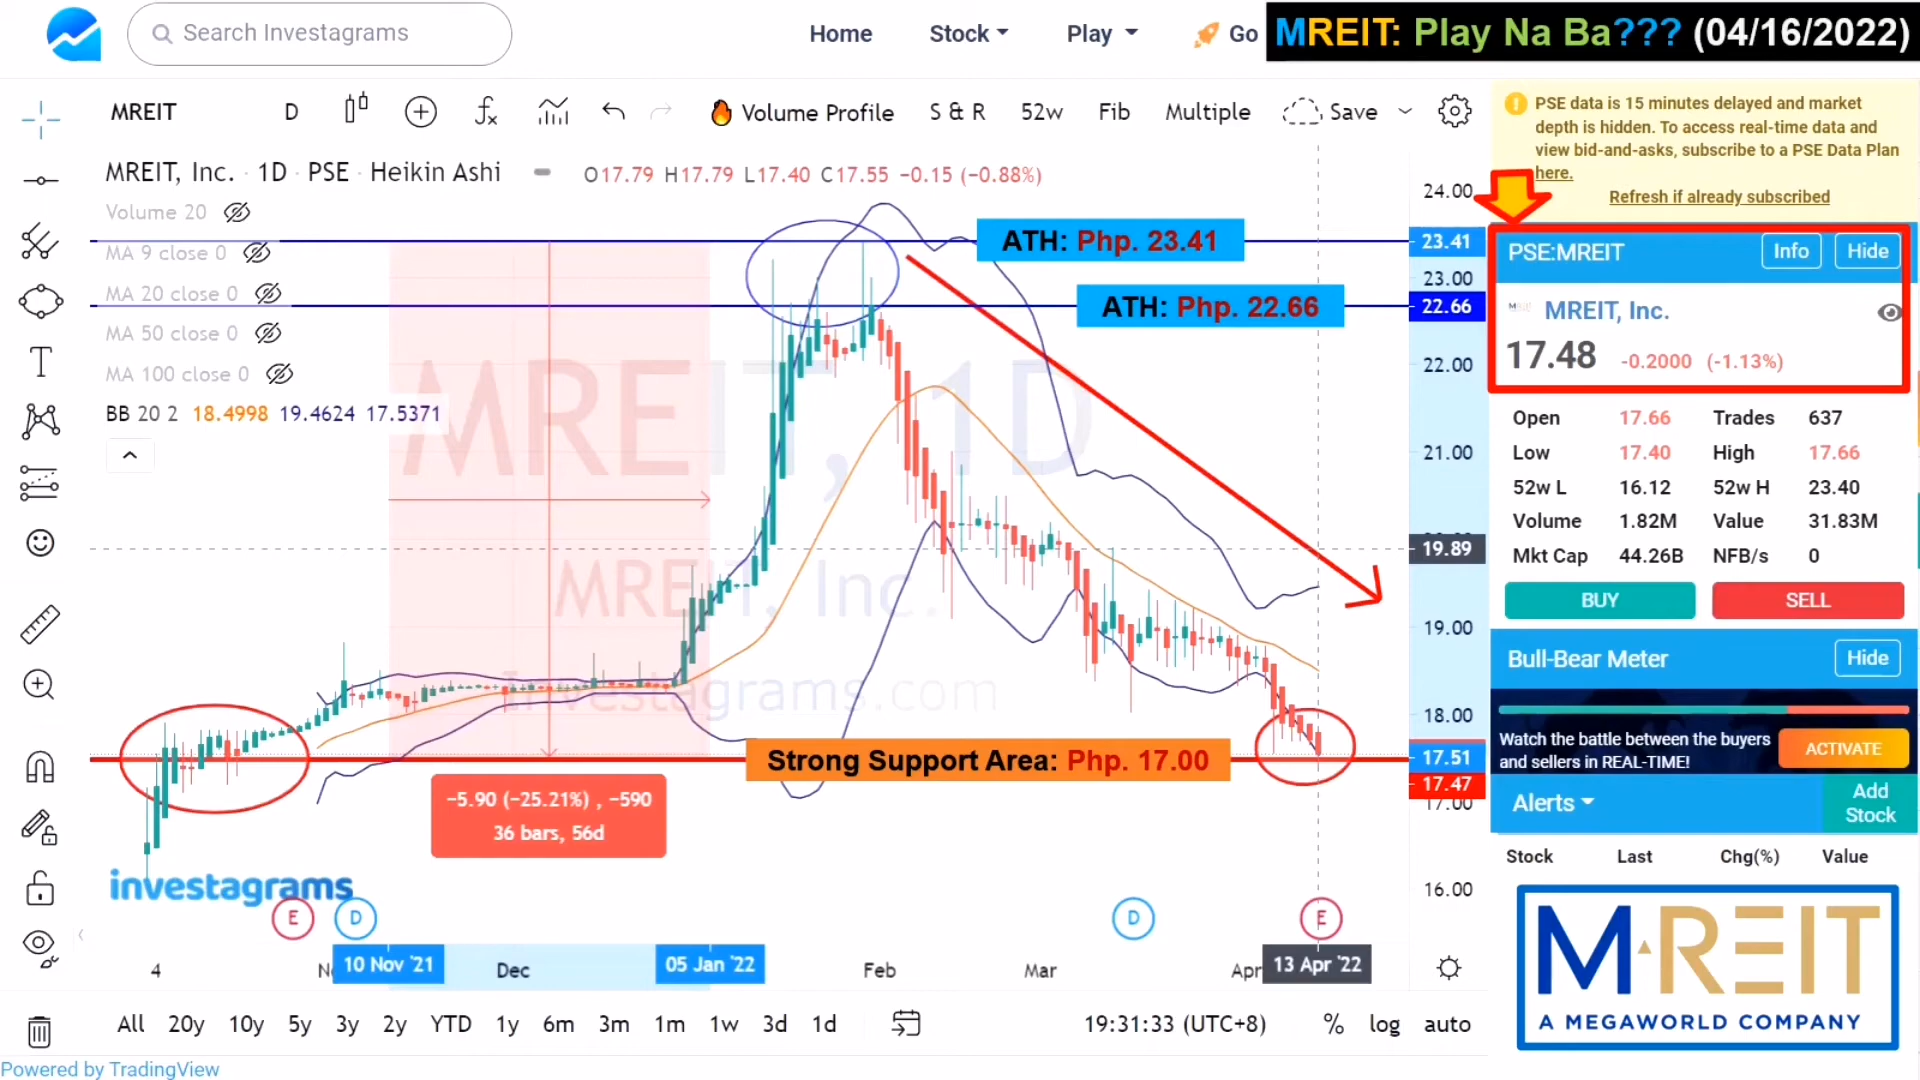 Search Investagrams
Home
Stock
Play
Go
MREIT: Play Na Ba??? (04/16/2022)
MREIT
D
Volume Profile
S & R
52w
Fib
Multiple
Save
MREIT, Inc. · 1D · PSE · Heikin Ashi
O17.79 H17.79 L17.40 C17.55 −0.15 (−0.88%)
Volume 20
MA 9 close 0
MA 20 close 0
MA 50 close 0
MA 100 close 0
BB 20 2 18.4998 19.4624 17.5371
MREIT, 1D
MREIT, Inc.
Investagrams.com
ATH: Php. 23.41
ATH: Php. 22.66
Strong Support Area: Php. 17.00
−5.90 (−25.21%) , −590
36 bars, 56d
investagrams
E
D
D
E
24.00
23.41
23.00
22.66
22.00
21.00
19.89
19.00
18.00
17.51
17.47
17.00
16.00
4
10 Nov '21
Dec
05 Jan '22
Feb
Mar
Apr
13 Apr '22
All 20y 10y 5y 3y 2y YTD 1y 6m 3m 1m 1w 3d 1d
19:31:33 (UTC+8)
% log auto
Powered by TradingView
PSE data is 15 minutes delayed and market
depth is hidden. To access real-time data and
view bid-and-asks, subscribe to a PSE Data Plan
here.
Refresh if already subscribed
PSE:MREIT
Info
Hide
MREIT, Inc.
17.48 -0.2000 (-1.13%)
Open 17.66 Trades 637
Low 17.40 High 17.66
52w L 16.12 52w H 23.40
Volume 1.82M Value 31.83M
Mkt Cap 44.26B NFB/s 0
BUY
SELL
Bull-Bear Meter
Hide
Watch the battle between the buyers
and sellers in REAL-TIME!
ACTIVATE
Alerts
Add
Stock
Stock Last Chg(%) Value
M REIT
A MEGAWORLD COMPANY